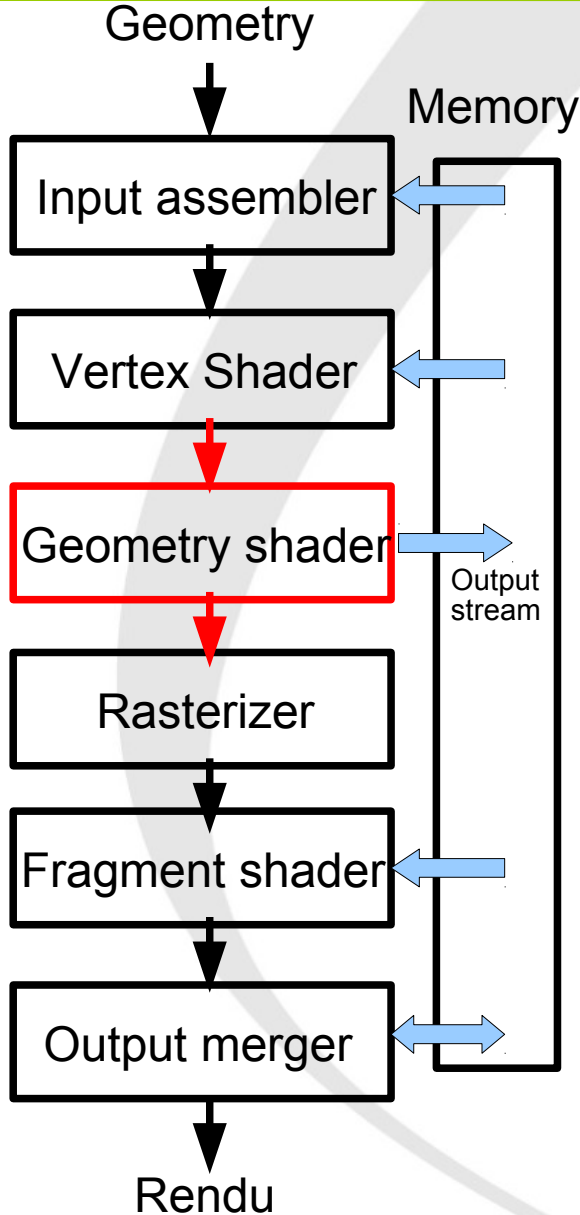 Geometry
Memory
Input assembler
Vertex Shader
Geometry shader
Output
stream
Rasterizer
Fragment shader
Output merger
Rendu